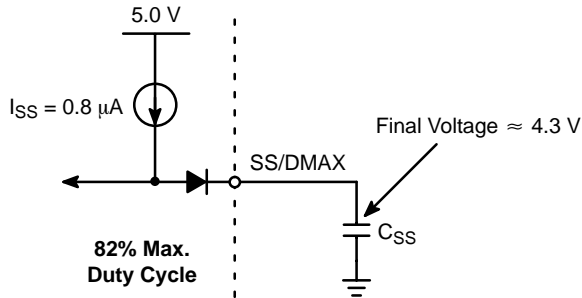 5.0 V
I_SS = 0.8 μA
Final Voltage ≈ 4.3 V
SS/DMAX
C_SS
82% Max.
Duty Cycle